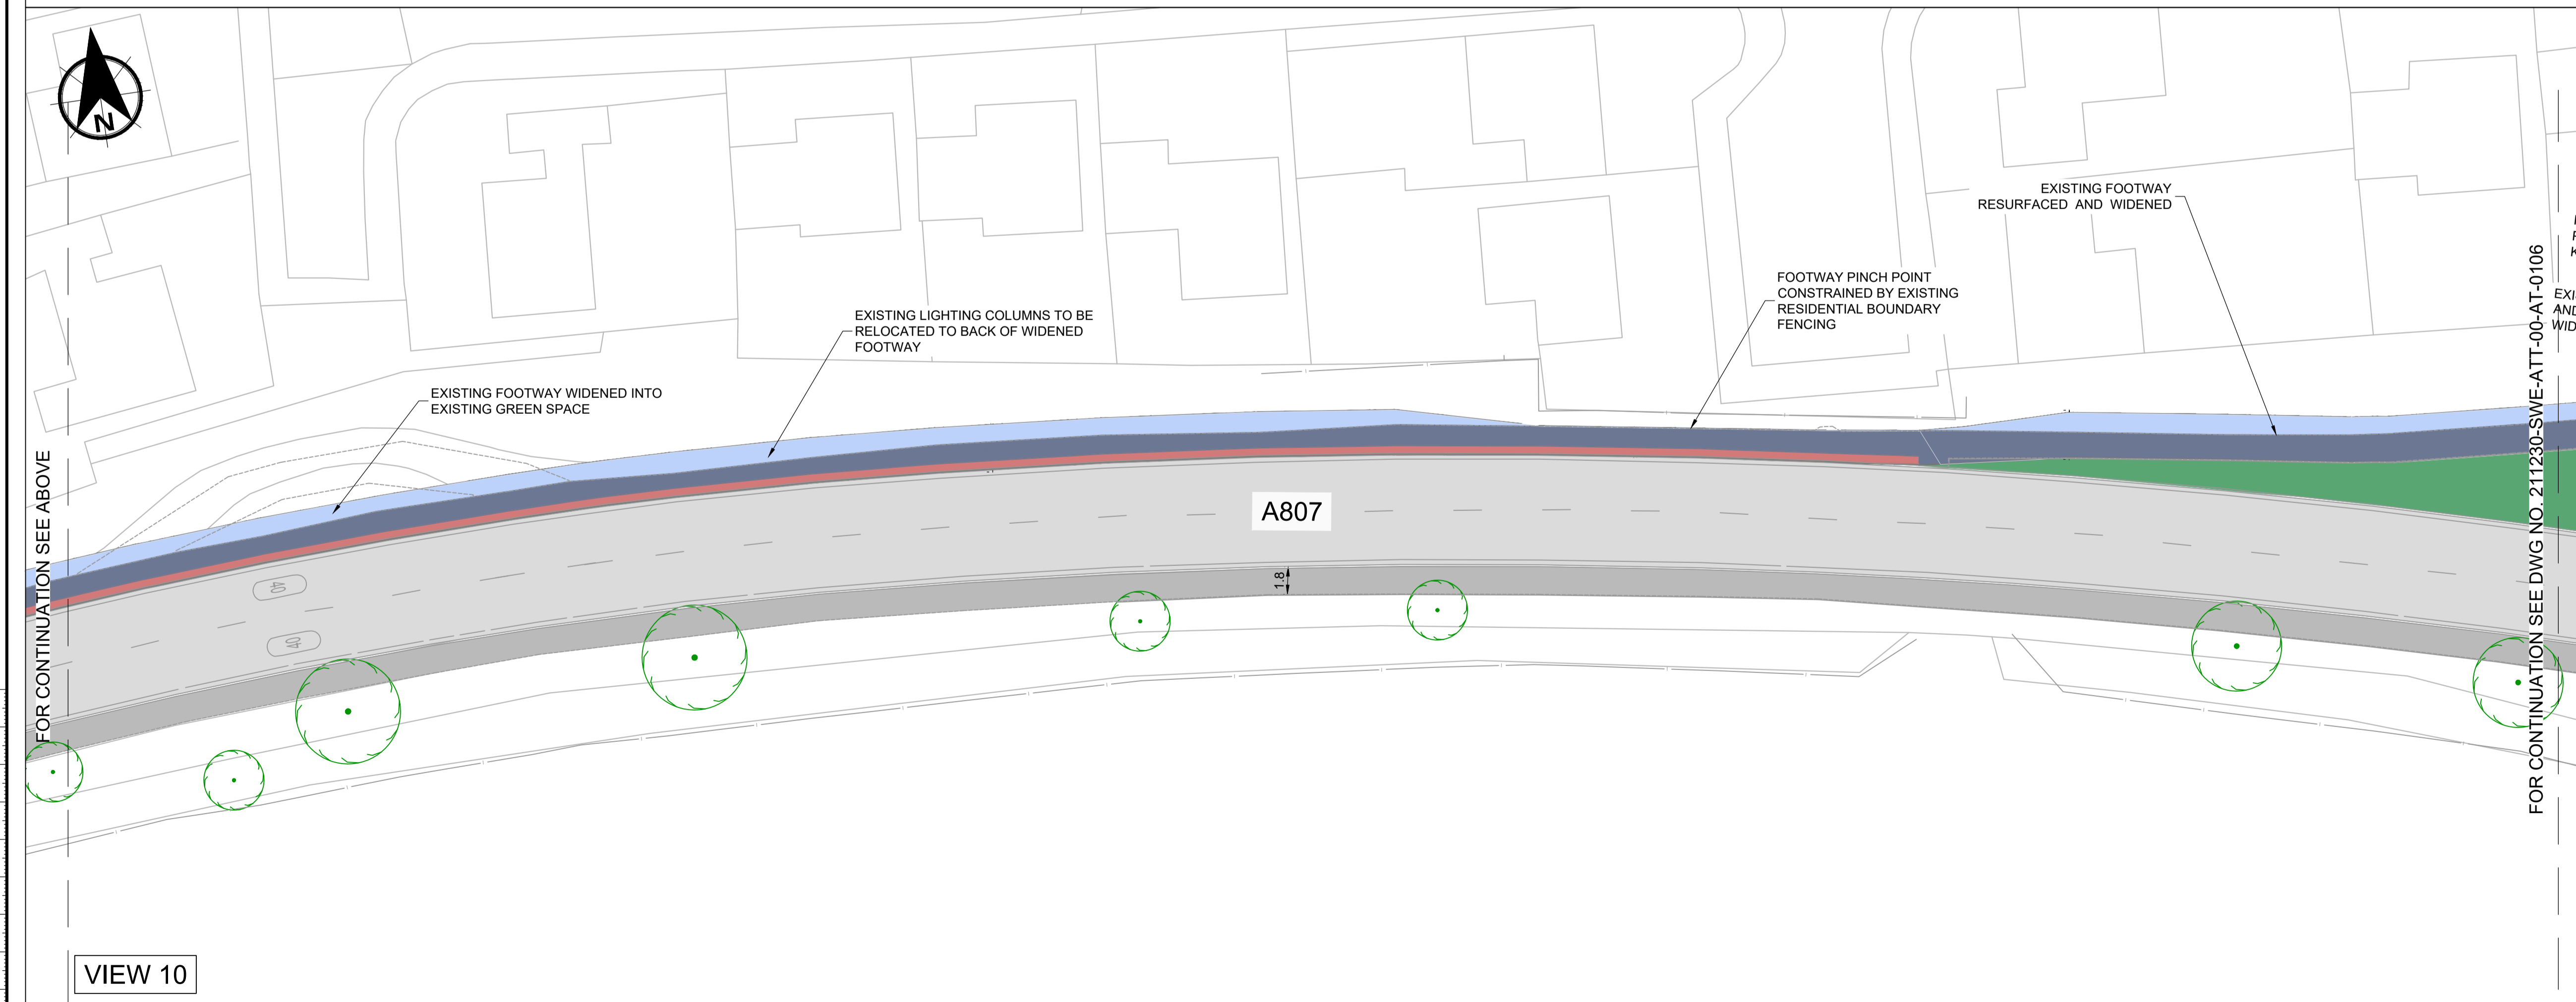 N
EXISTING FOOTWAY
RESURFACED AND WIDENED
FOOTWAY PINCH POINT
CONSTRAINED BY EXISTING
RESIDENTIAL BOUNDARY
FENCING
EXISTING LIGHTING COLUMNS TO BE
RELOCATED TO BACK OF WIDENED
FOOTWAY
EXISTING FOOTWAY WIDENED INTO
EXISTING GREEN SPACE
FOR CONTINUATION SEE ABOVE
A807
1.8
40
40
FOR CONTINUATION SEE DWG NO. 211230-SWE-ATT-00-AT-0106
VIEW 10